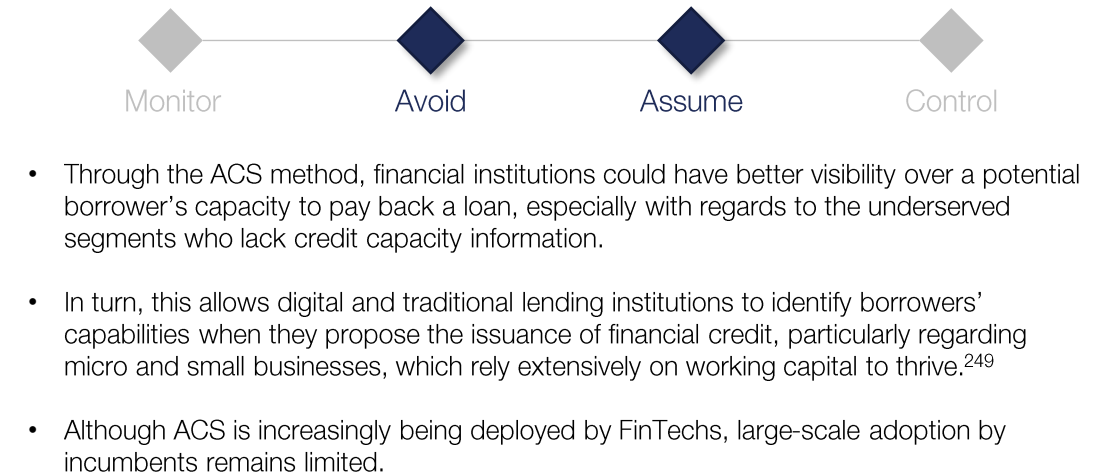 Monitor Avoid Assume Control
• Through the ACS method, financial institutions could have better visibility over a potential
borrower’s capacity to pay back a loan, especially with regards to the underserved
segments who lack credit capacity information.
• In turn, this allows digital and traditional lending institutions to identify borrowers’
capabilities when they propose the issuance of financial credit, particularly regarding
micro and small businesses, which rely extensively on working capital to thrive.249
• Although ACS is increasingly being deployed by FinTechs, large-scale adoption by
incumbents remains limited.